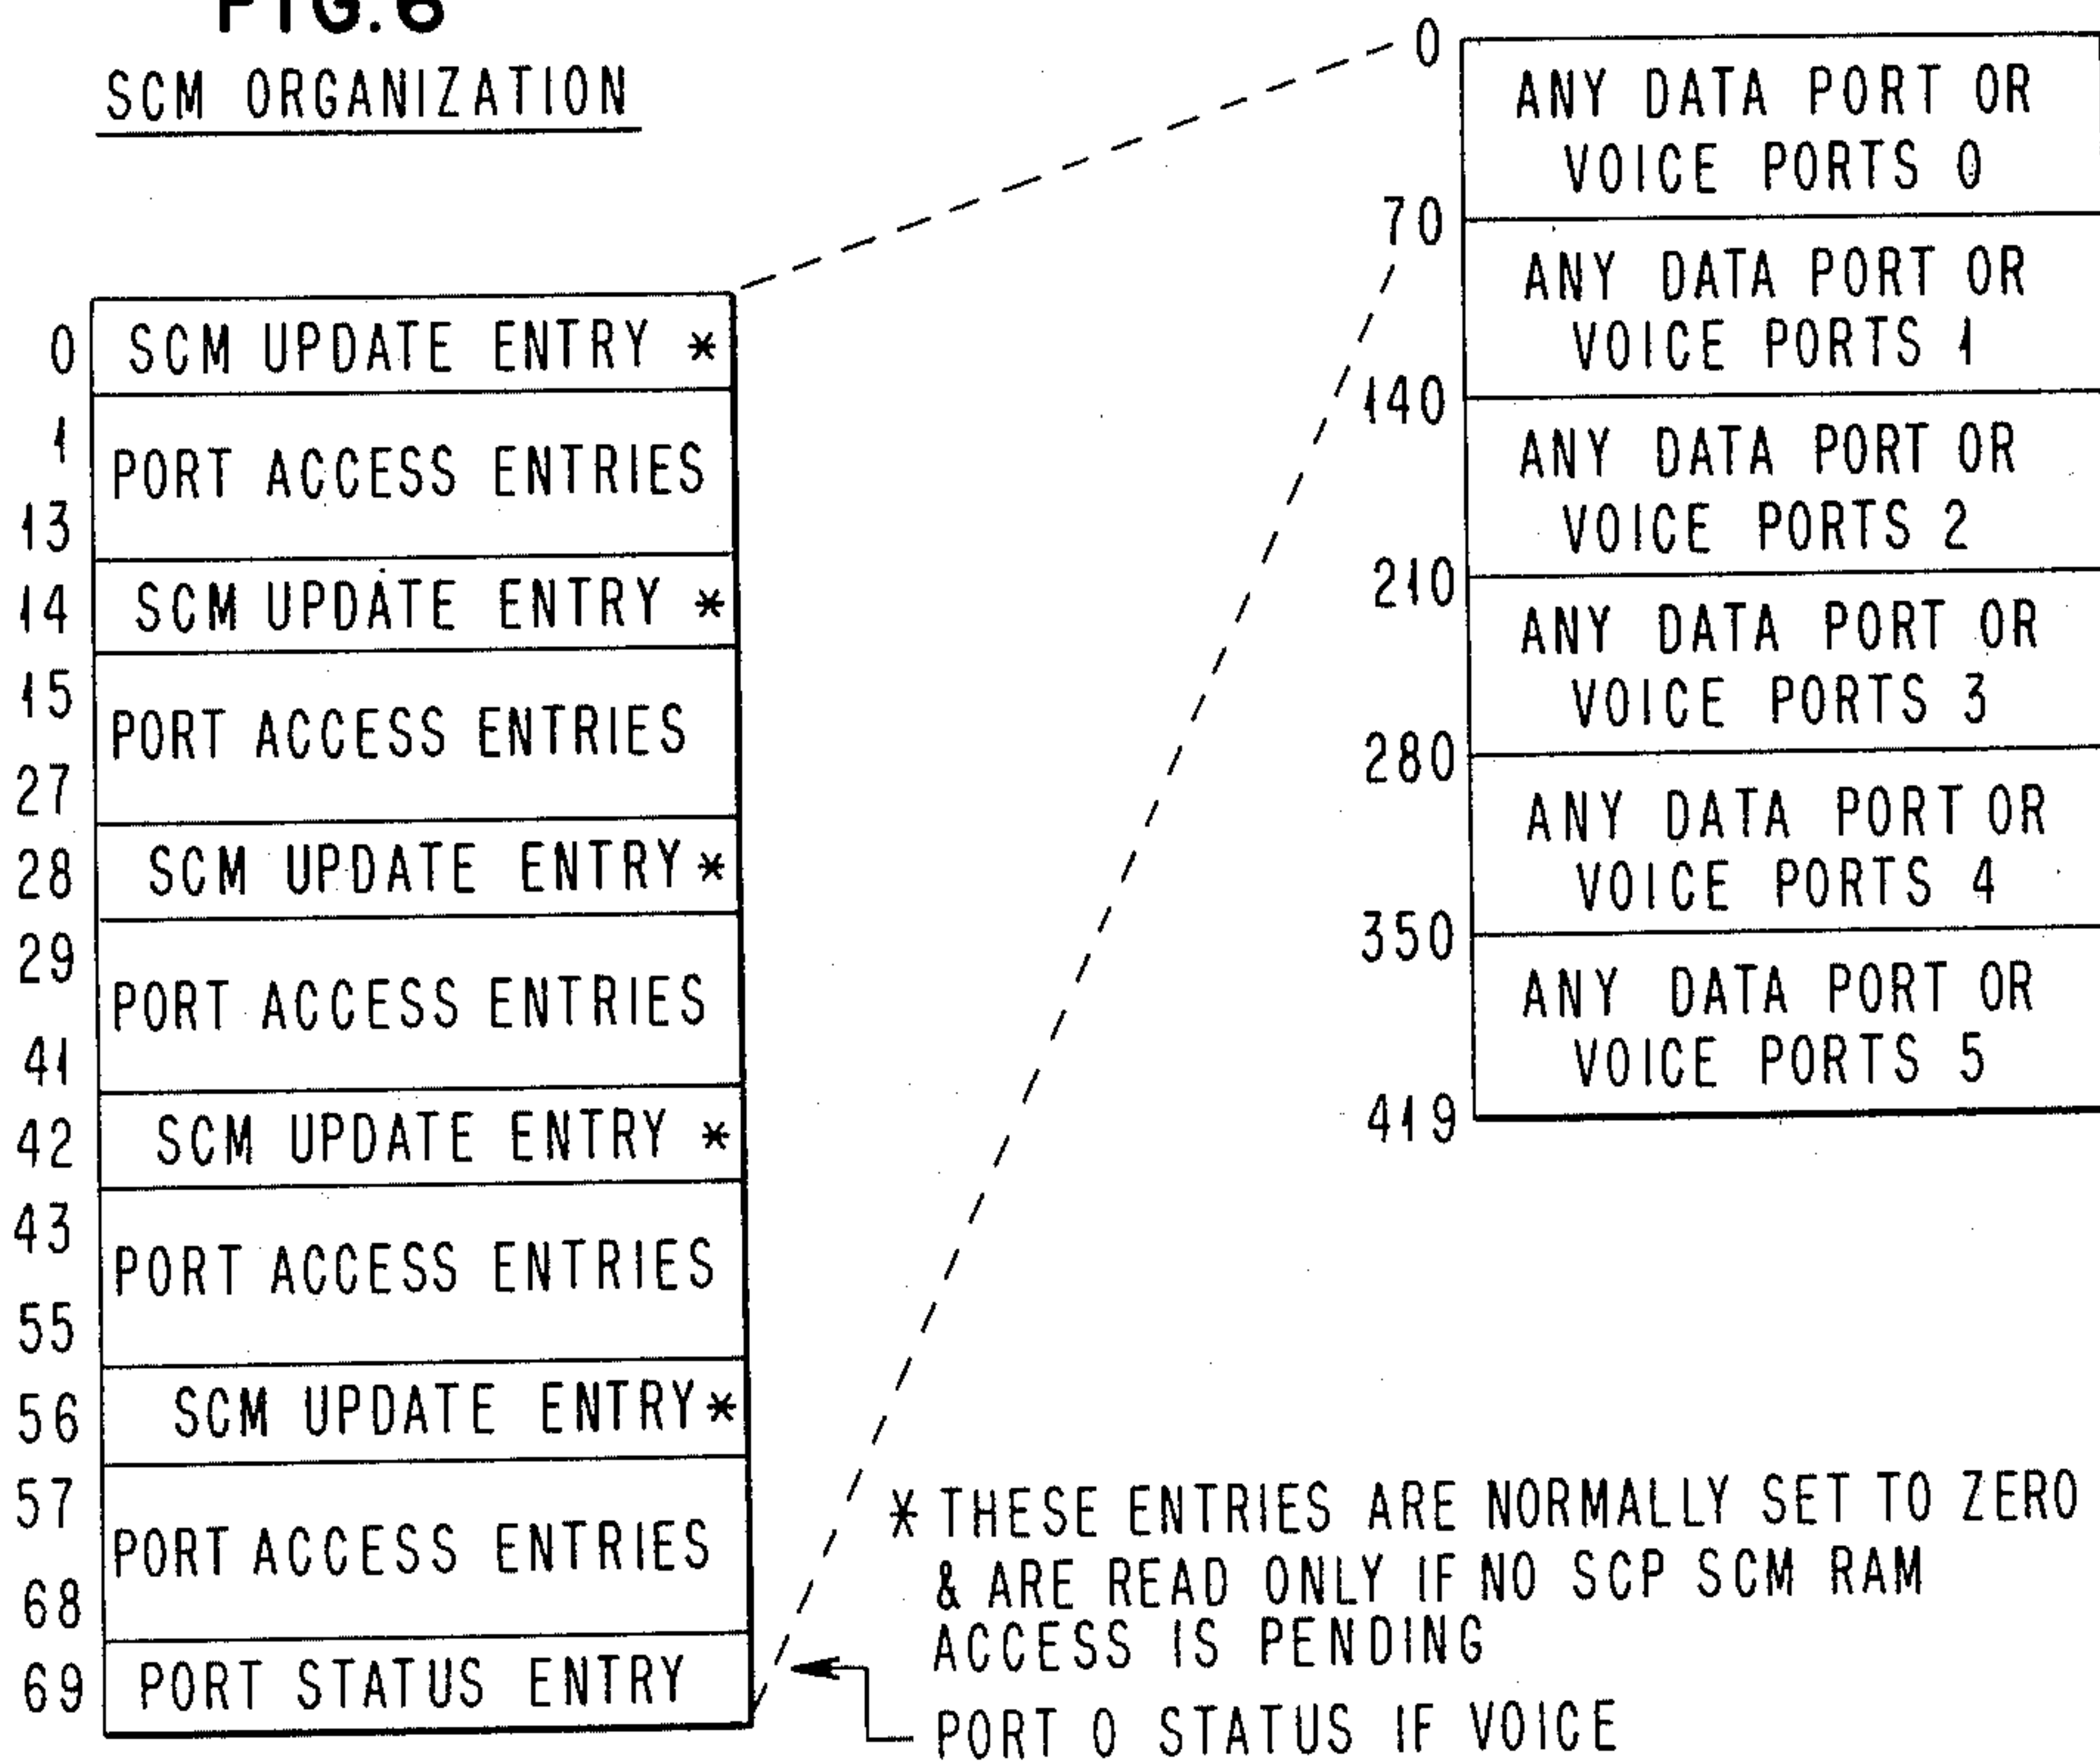 FIG. 6
SCM ORGANIZATION
0 SCM UPDATE ENTRY *
1
PORT ACCESS ENTRIES
13
14 SCM UPDATE ENTRY *
15
PORT ACCESS ENTRIES
27
28 SCM UPDATE ENTRY *
29
PORT ACCESS ENTRIES
41
42 SCM UPDATE ENTRY *
43
PORT ACCESS ENTRIES
55
56 SCM UPDATE ENTRY *
57
PORT ACCESS ENTRIES
68
69 PORT STATUS ENTRY
0
ANY DATA PORT OR
VOICE PORTS 0
70
ANY DATA PORT OR
VOICE PORTS 1
140
ANY DATA PORT OR
VOICE PORTS 2
210
ANY DATA PORT OR
VOICE PORTS 3
280
ANY DATA PORT OR
VOICE PORTS 4
350
ANY DATA PORT OR
VOICE PORTS 5
419
* THESE ENTRIES ARE NORMALLY SET TO ZERO
& ARE READ ONLY IF NO SCP SCM RAM
ACCESS IS PENDING
PORT 0 STATUS IF VOICE